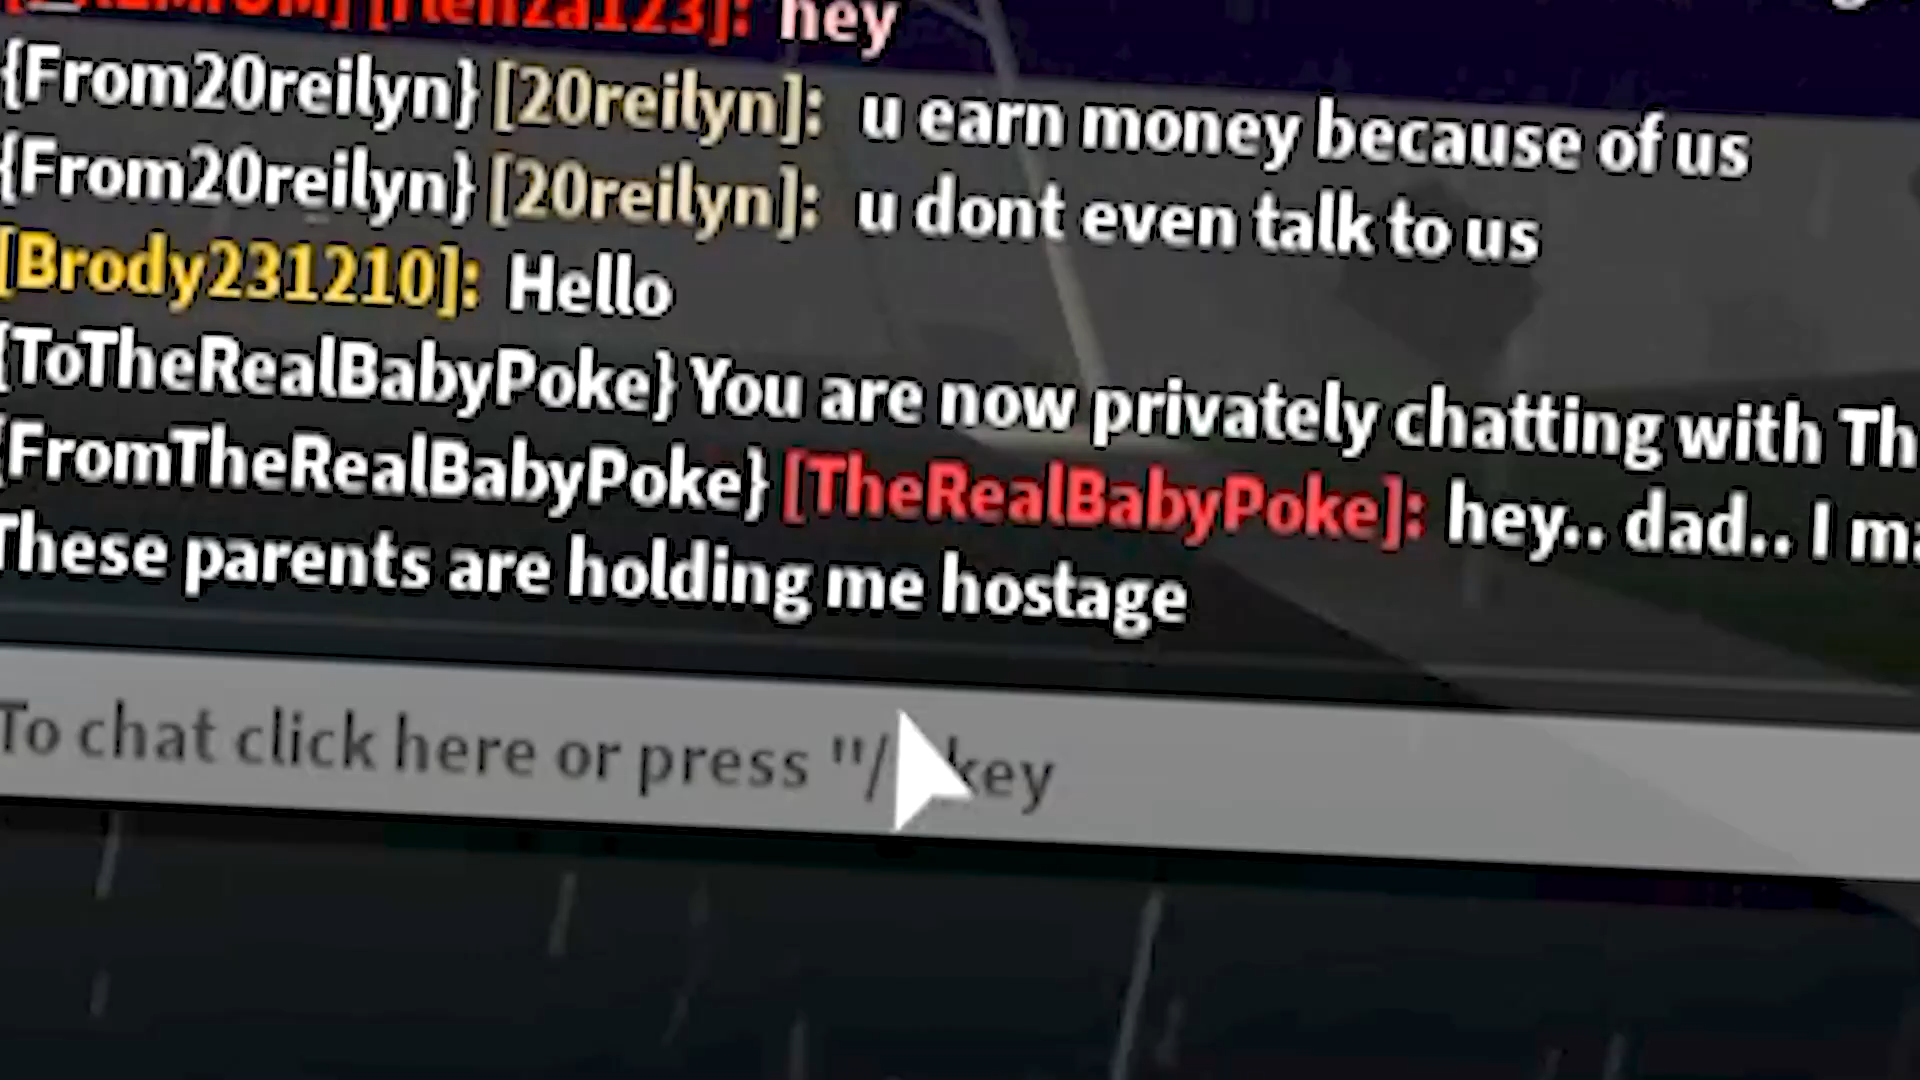 [Henza123]: hey
{From20reilyn} [20reilyn]: u earn money because of us
{From20reilyn} [20reilyn]: u dont even talk to us
[Brody231210]: Hello
{ToTheRealBabyPoke} You are now privately chatting with
{FromTheRealBabyPoke} [TheRealBabyPoke]: hey.. dad.. I
These parents are holding me hostage
To chat click here or press "/ key